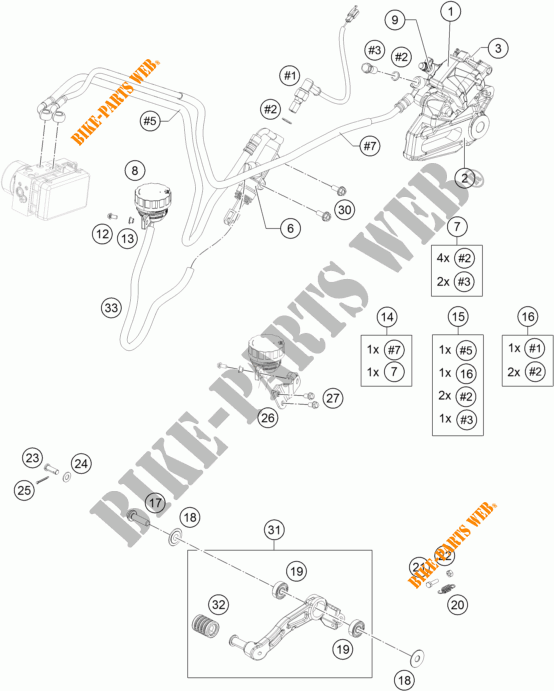 1
9
3
#3
#2
#1
#2
BIKE-PARTS WEB.
#5
#7
8
2
30
6
12
13
7
4x #2
2x #3
33
14
15
16
1x #7
1x 7
1x #5
1x 16
2x #2
1x #3
1x #1
2x #2
27
26
BIKE-PARTS WEB
23
24
25
17
18
31
BIKE-PARTS WEB.
22
21
20
19
32
19
18